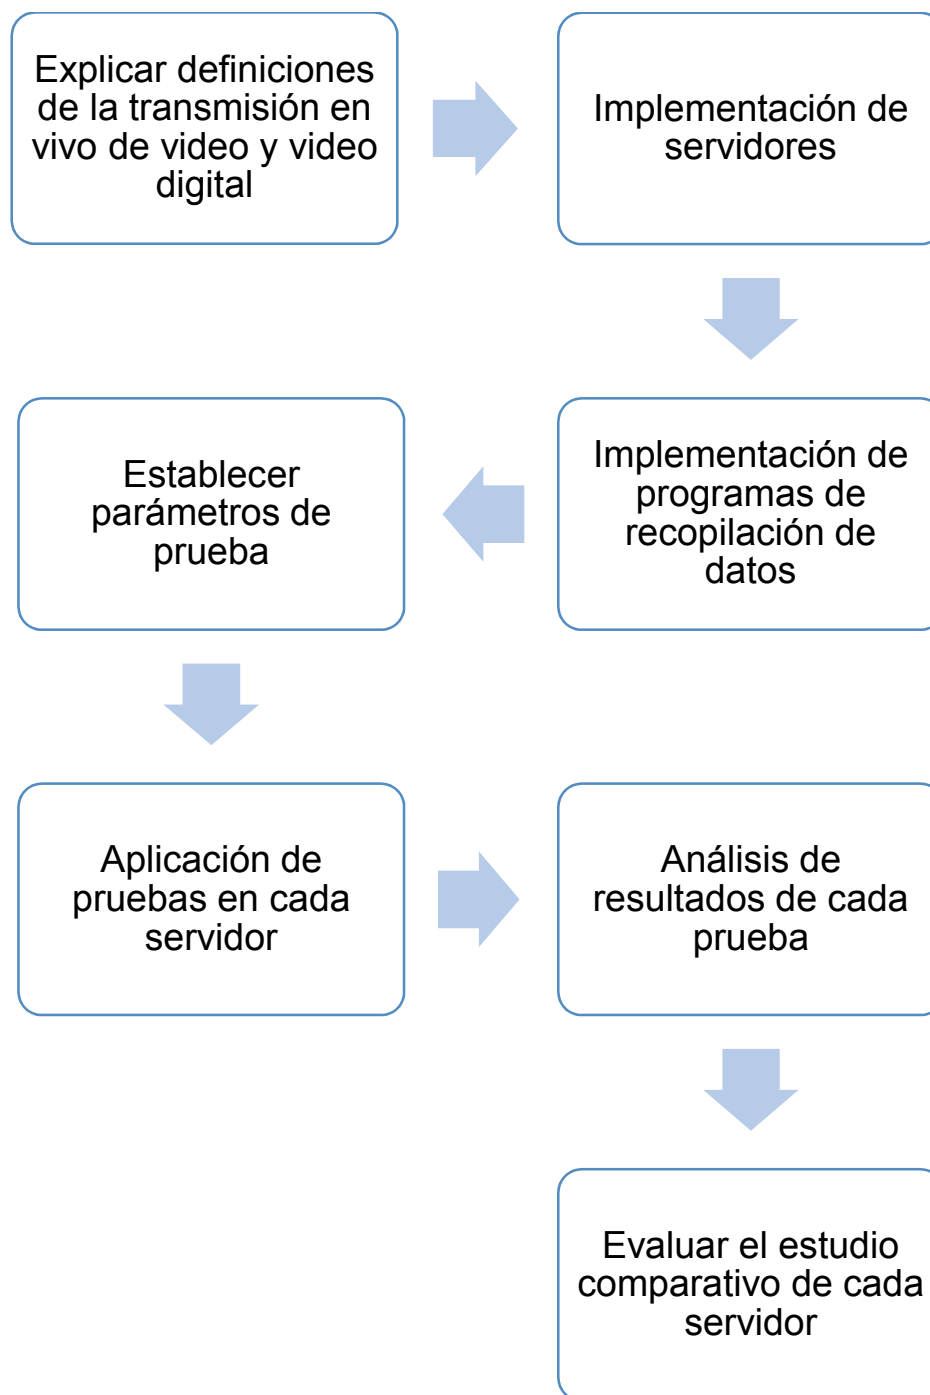 Explicar definiciones
de la transmisión en
vivo de video y video
digital
Implementación de
servidores
Implementación de
programas de
recopilación de
datos
Establecer
parámetros de
prueba
Aplicación de
pruebas en cada
servidor
Análisis de
resultados de cada
prueba
Evaluar el estudio
comparativo de cada
servidor